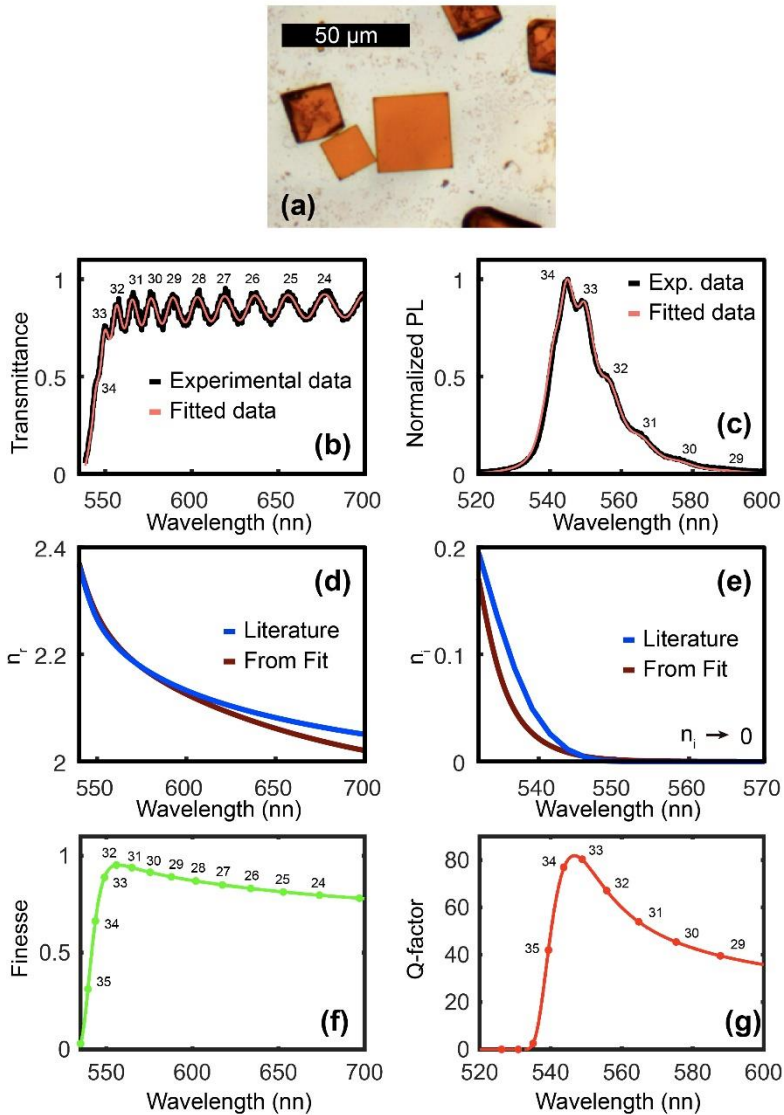 50 µm
(a)
1
0.5
0
Transmittance
34
33
32
31
30
29
28
27
26
25
24
Experimental data
Fitted data
(b)
550
600
650
700
Wavelength (nn)
1
0.5
0
Normalized PL
34
33
32
31
30
29
Exp. data
Fitted data
(c)
520
540
560
580
600
Wavelength (nn)
2.4
2.2
2
nᵣ
Literature
From Fit
(d)
540
600
650
700
Wavelength (nn)
0.2
0.1
0
nᵢ
Literature
From Fit
nᵢ → 0
(e)
540
550
560
570
Wavelength (nn)
1
0.5
0
Finesse
32
31
30
29
28
27
26
25
24
33
34
35
(f)
550
600
650
700
Wavelength (nn)
80
60
40
20
0
Q-factor
35
34
33
32
31
30
29
(g)
520
540
560
580
600
Wavelength (nn)